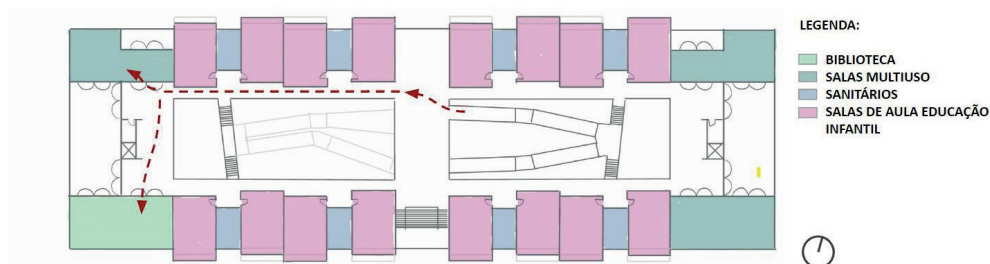 LEGENDA:
BIBLIOTECA
SALAS MULTIUSO
SANITÁRIOS
SALAS DE AULA EDUCAÇÃO
INFANTIL